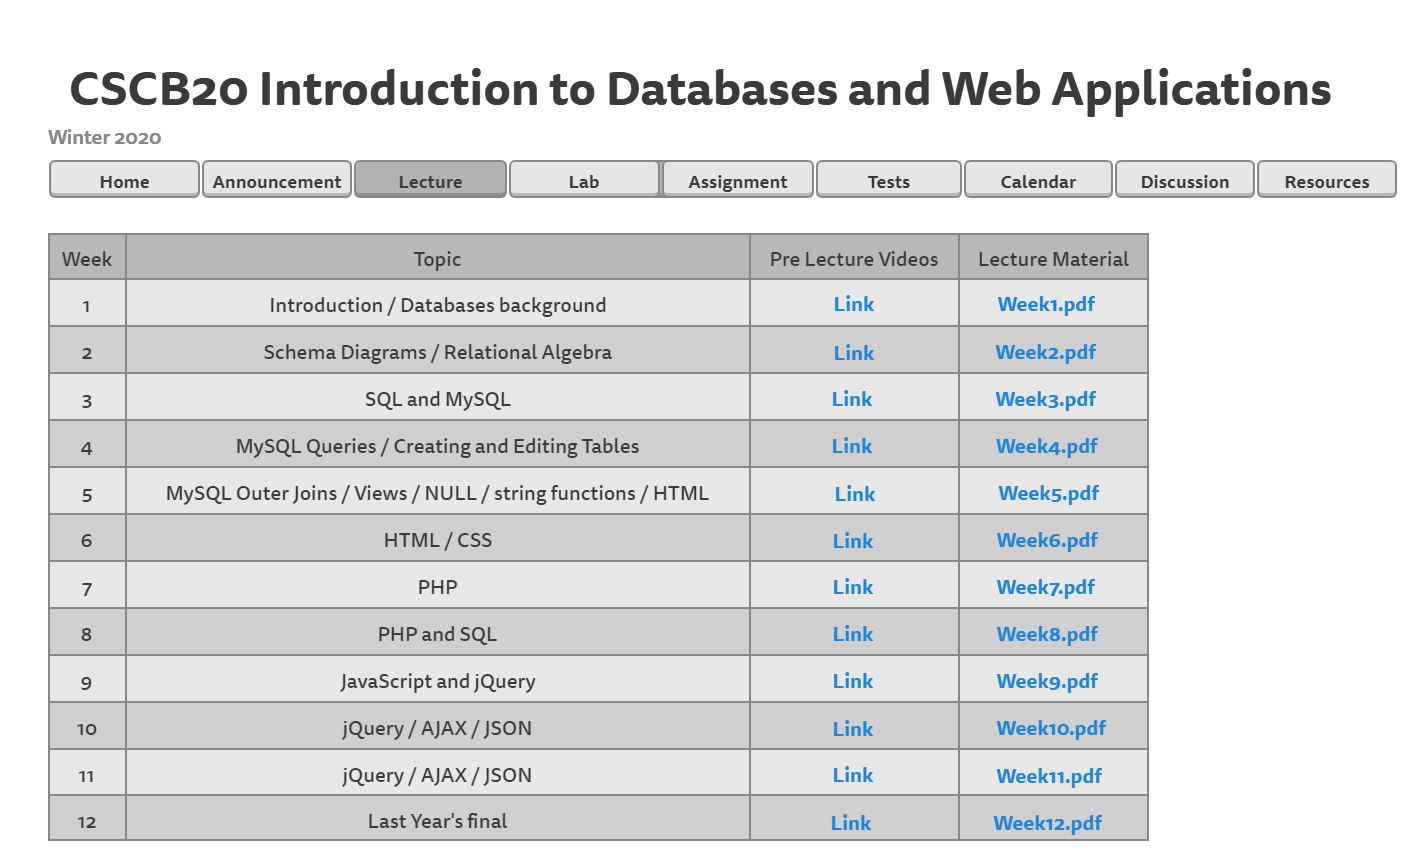 CSCB20 Introduction to Databases and Web Applications
Winter 2020
Home Announcement Lecture Lab Assignment Tests Calendar Discussion Resources
Week Topic Pre Lecture Videos Lecture Material
1 Introduction / Databases background Link Week1.pdf
2 Schema Diagrams / Relational Algebra Link Week2.pdf
3 SQL and MySQL Link Week3.pdf
4 MySQL Queries / Creating and Editing Tables Link Week4.pdf
5 MySQL Outer Joins / Views / NULL / string functions / HTML Link Week5.pdf
6 HTML / CSS Link Week6.pdf
7 PHP Link Week7.pdf
8 PHP and SQL Link Week8.pdf
9 JavaScript and jQuery Link Week9.pdf
10 jQuery / AJAX / JSON Link Week10.pdf
11 jQuery / AJAX / JSON Link Week11.pdf
12 Last Year's final Link Week12.pdf